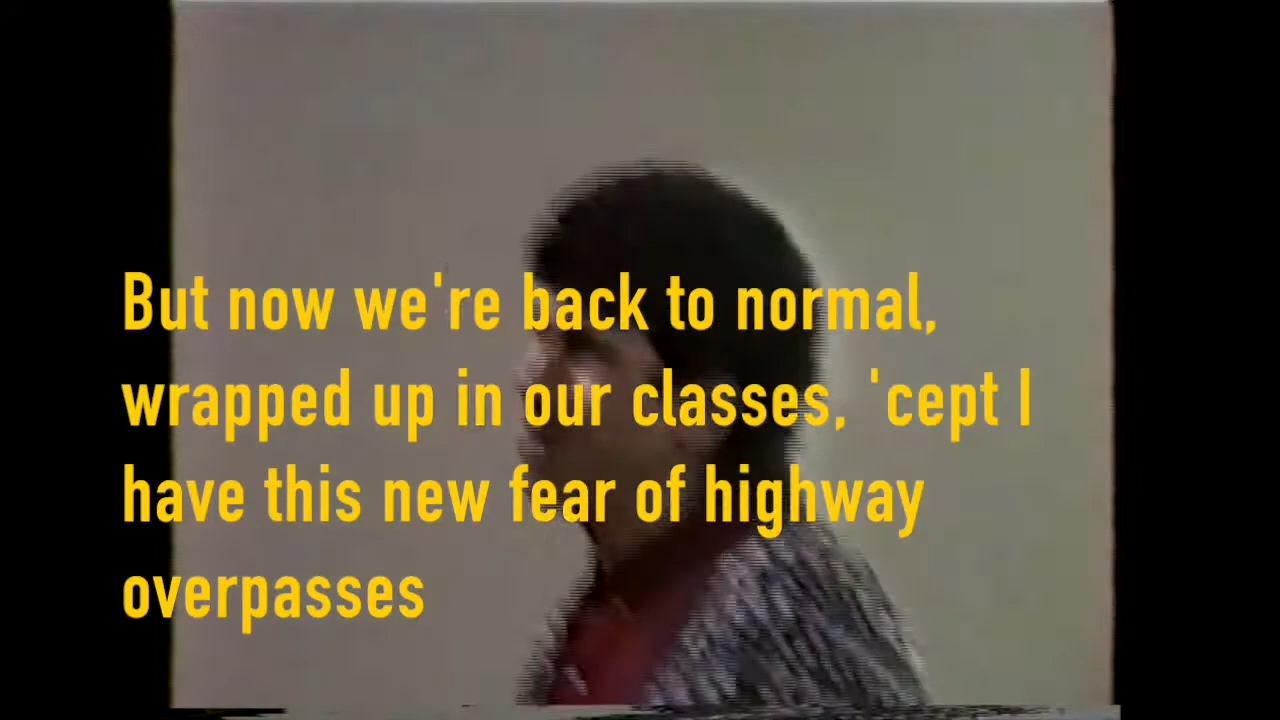 But now we're back to normal,
wrapped up in our classes, 'cept I
have this new fear of highway
overpasses